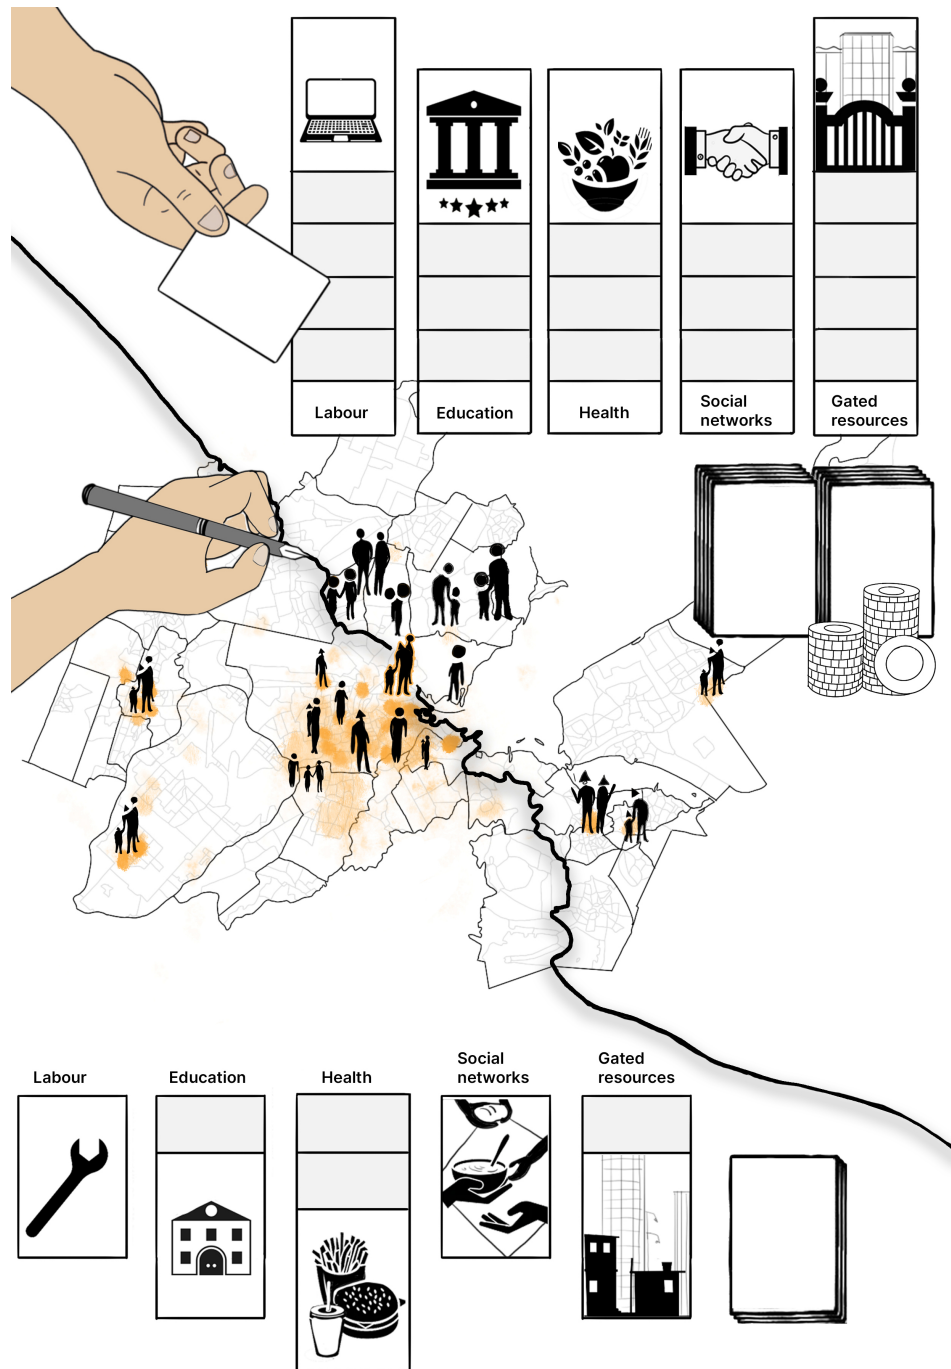 Labour
Education
Health
Social
networks
Gated
resources
Labour
Education
Health
Social
networks
Gated
resources